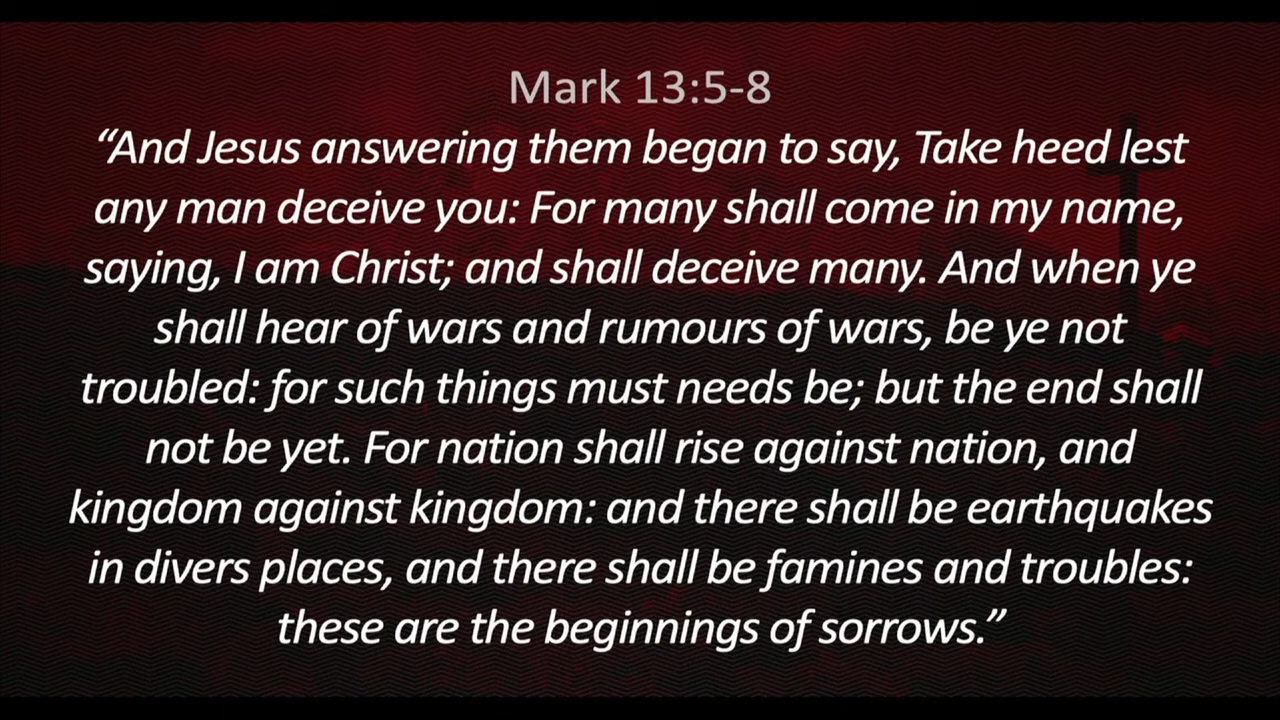 Mark 13:5-8
“And Jesus answering them began to say, Take heed lest
any man deceive you: For many shall come in my name,
saying, I am Christ; and shall deceive many. And when ye
shall hear of wars and rumours of wars, be ye not
troubled: for such things must needs be; but the end shall
not be yet. For nation shall rise against nation, and
kingdom against kingdom: and there shall be earthquakes
in divers places, and there shall be famines and troubles:
these are the beginnings of sorrows.”